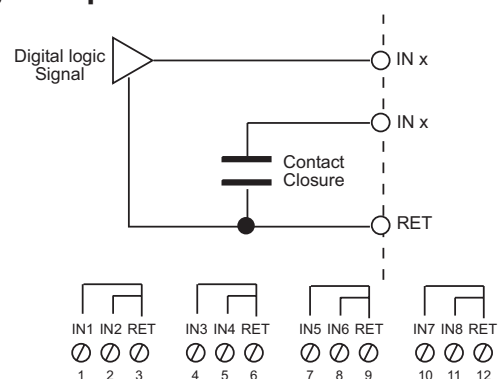 Digital logic
Signal
IN x
IN x
Contact
Closure
RET
IN1 IN2 RET IN3 IN4 RET IN5 IN6 RET IN7 IN8 RET
1 2 3 4 5 6 7 8 9 10 11 12